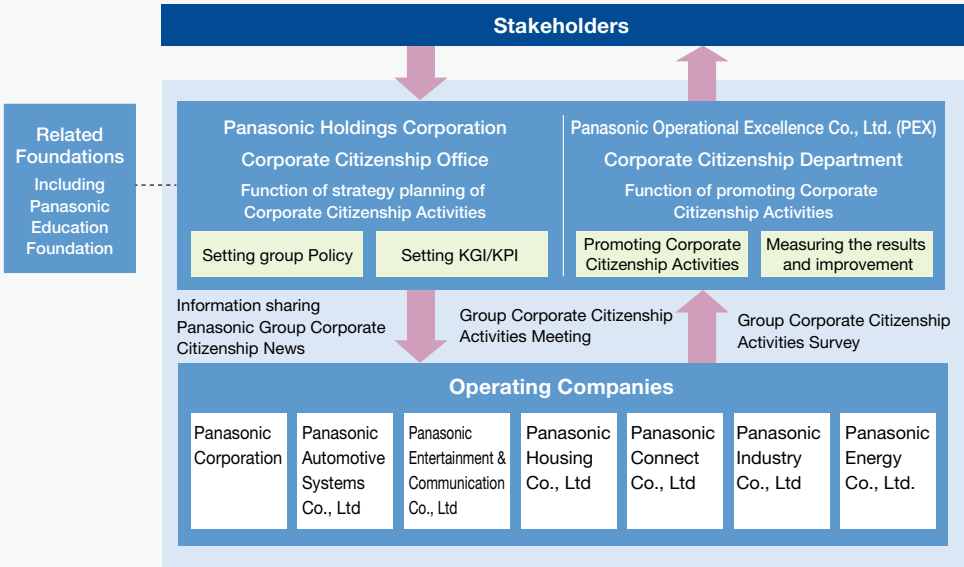 Stakeholders
Related
Foundations
Including
Panasonic
Education
Foundation
Panasonic Holdings Corporation
Corporate Citizenship Office
Function of strategy planning of
Corporate Citizenship Activities
Setting group Policy
Setting KGI/KPI
Panasonic Operational Excellence Co., Ltd. (PEX)
Corporate Citizenship Department
Function of promoting Corporate
Citizenship Activities
Promoting Corporate
Citizenship Activities
Measuring the results
and improvement
Information sharing
Panasonic Group Corporate
Citizenship News
Group Corporate Citizenship
Activities Meeting
Group Corporate Citizenship
Activities Survey
Operating Companies
Panasonic
Corporation
Panasonic
Automotive
Systems
Co., Ltd
Panasonic
Entertainment &
Communication
Co., Ltd
Panasonic
Housing
Co., Ltd
Panasonic
Connect
Co., Ltd
Panasonic
Industry
Co., Ltd
Panasonic
Energy
Co., Ltd.